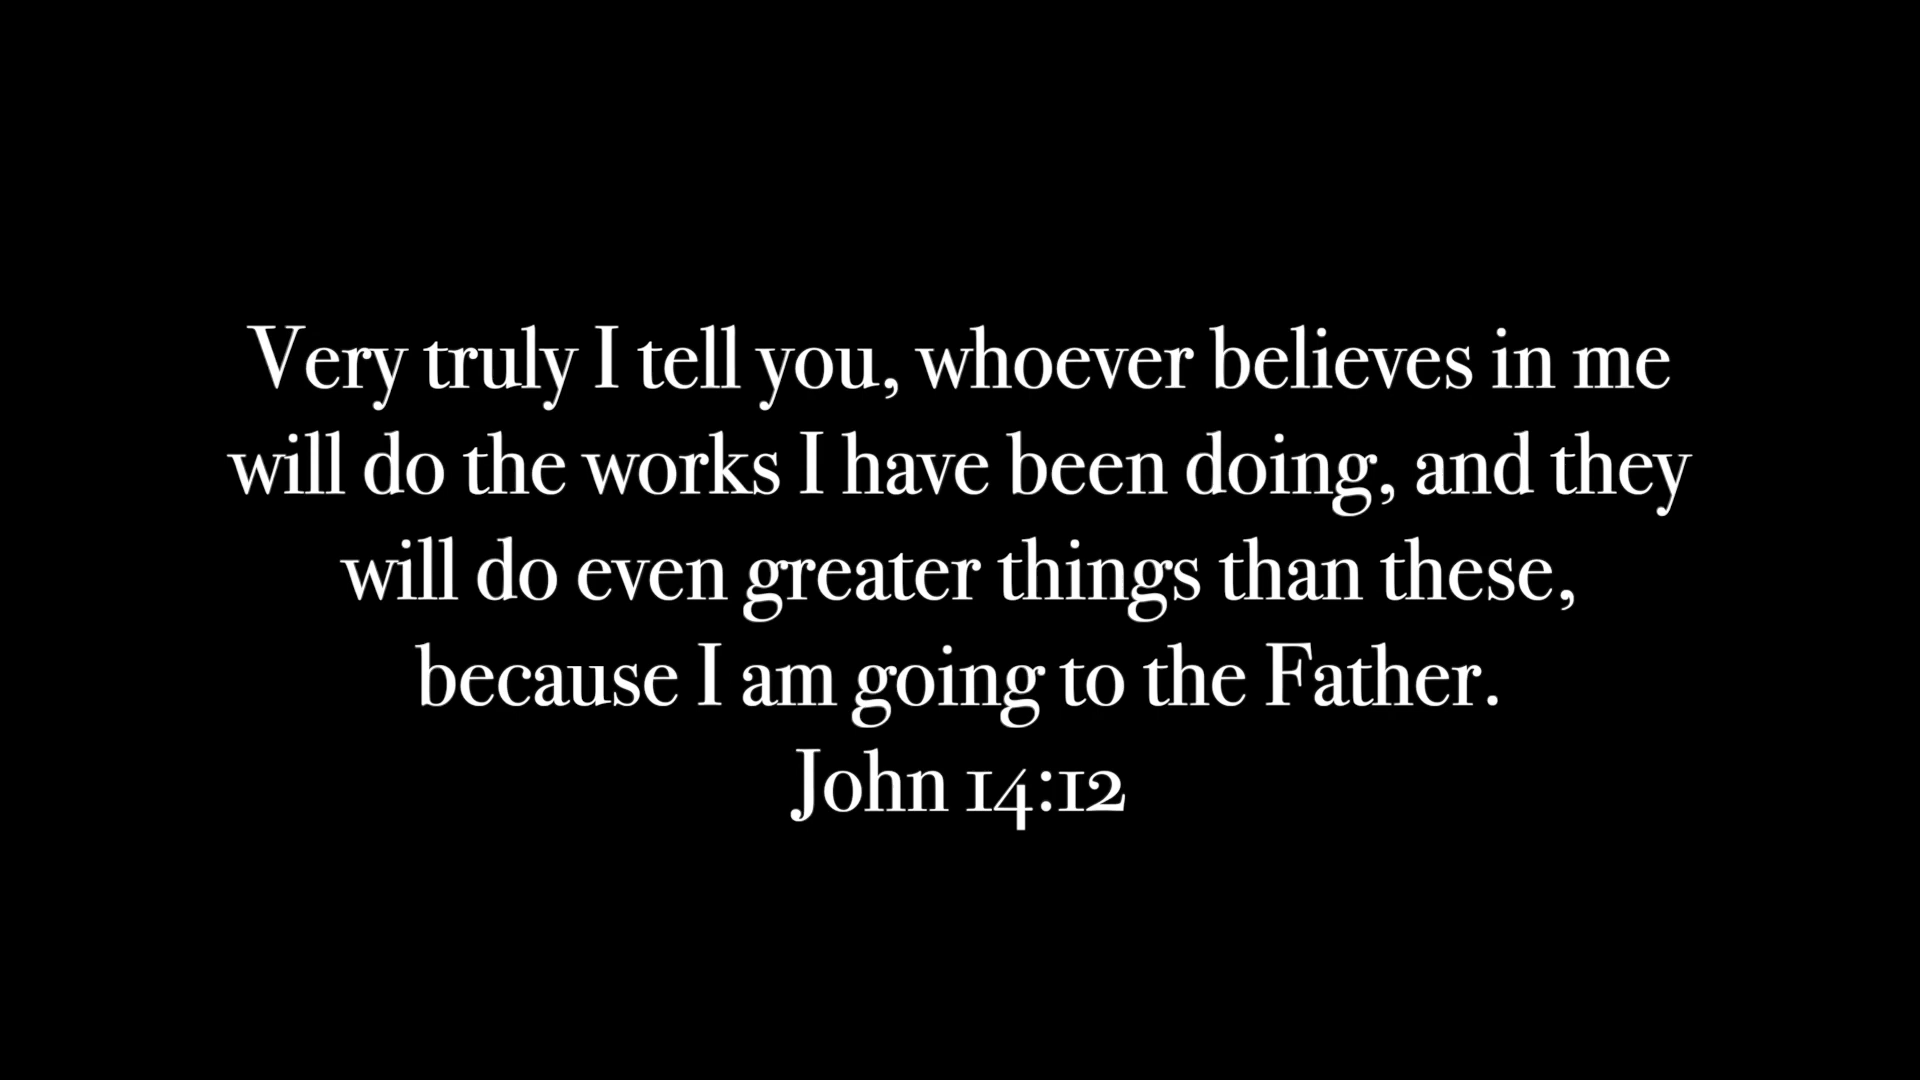 Very truly I tell you, whoever believes in me
will do the works I have been doing, and they
will do even greater things than these,
because I am going to the Father.
John 14:12